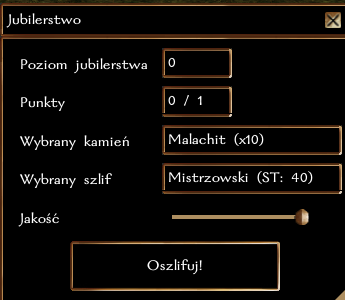 Jubilerstwo
Poziom jubilerstwa 0
Punkty 0 / 1
Wybrany kamień Malachit (x10)
Wybrany szlif Mistrzowski (ST: 40)
Jakość
Oszlifuj!